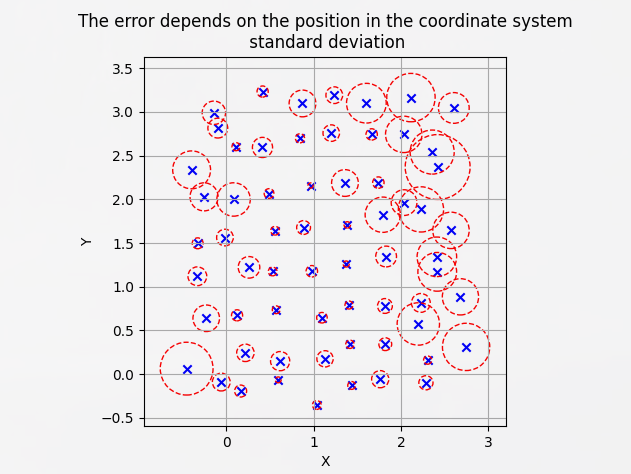 The error depends on the position in the coordinate system
standard deviation
3.5
3.0
2.5
2.0
1.5
1.0
0.5
0.0
−0.5
Y
0 1 2 3
X